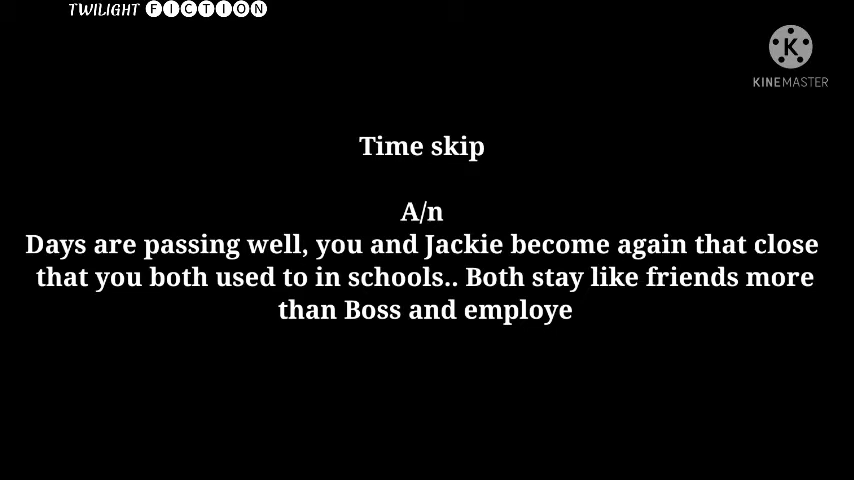 TWILIGHT FICTION
K
KINEMASTER
Time skip
A/n
Days are passing well, you and Jackie become again that close
that you both used to in schools.. Both stay like friends more
than Boss and employe